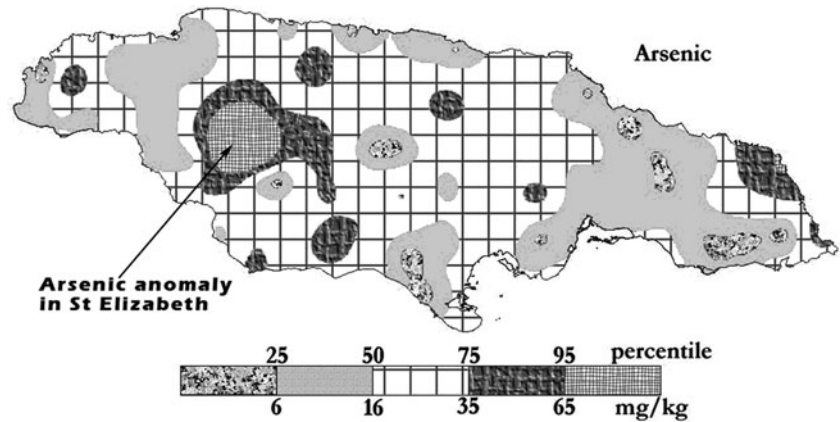 Arsenic
Arsenic anomaly
in St Elizabeth
25 50 75 95 percentile
6 16 35 65 mg/kg